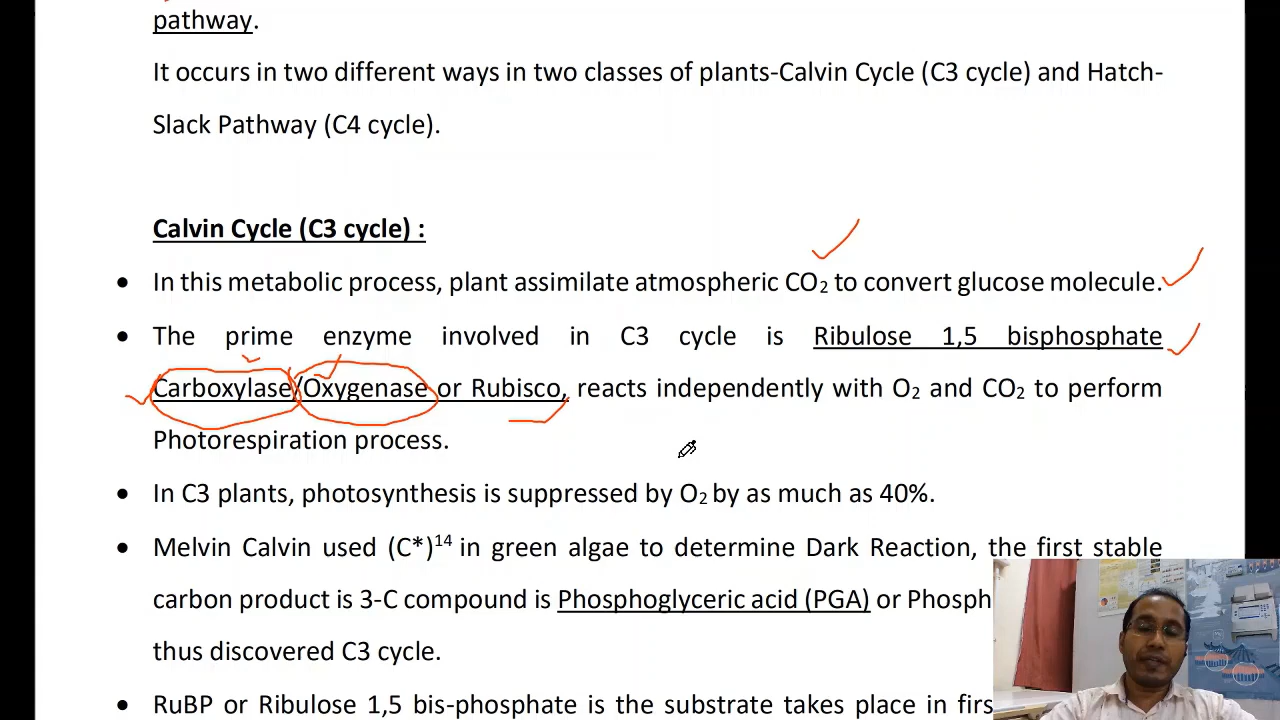 pathway.
It occurs in two different ways in two classes of plants-Calvin Cycle (C3 cycle) and Hatch-
Slack Pathway (C4 cycle).
Calvin Cycle (C3 cycle) :
• In this metabolic process, plant assimilate atmospheric CO₂ to convert glucose molecule.
• The prime enzyme involved in C3 cycle is Ribulose 1,5 bisphosphate
Carboxylase/Oxygenase or Rubisco, reacts independently with O₂ and CO₂ to perform
Photorespiration process.
• In C3 plants, photosynthesis is suppressed by O₂ by as much as 40%.
• Melvin Calvin used (C*)¹⁴ in green algae to determine Dark Reaction, the first stable
carbon product is 3-C compound is Phosphoglyceric acid (PGA) or Phosph
thus discovered C3 cycle.
• RuBP or Ribulose 1,5 bis-phosphate is the substrate takes place in firs